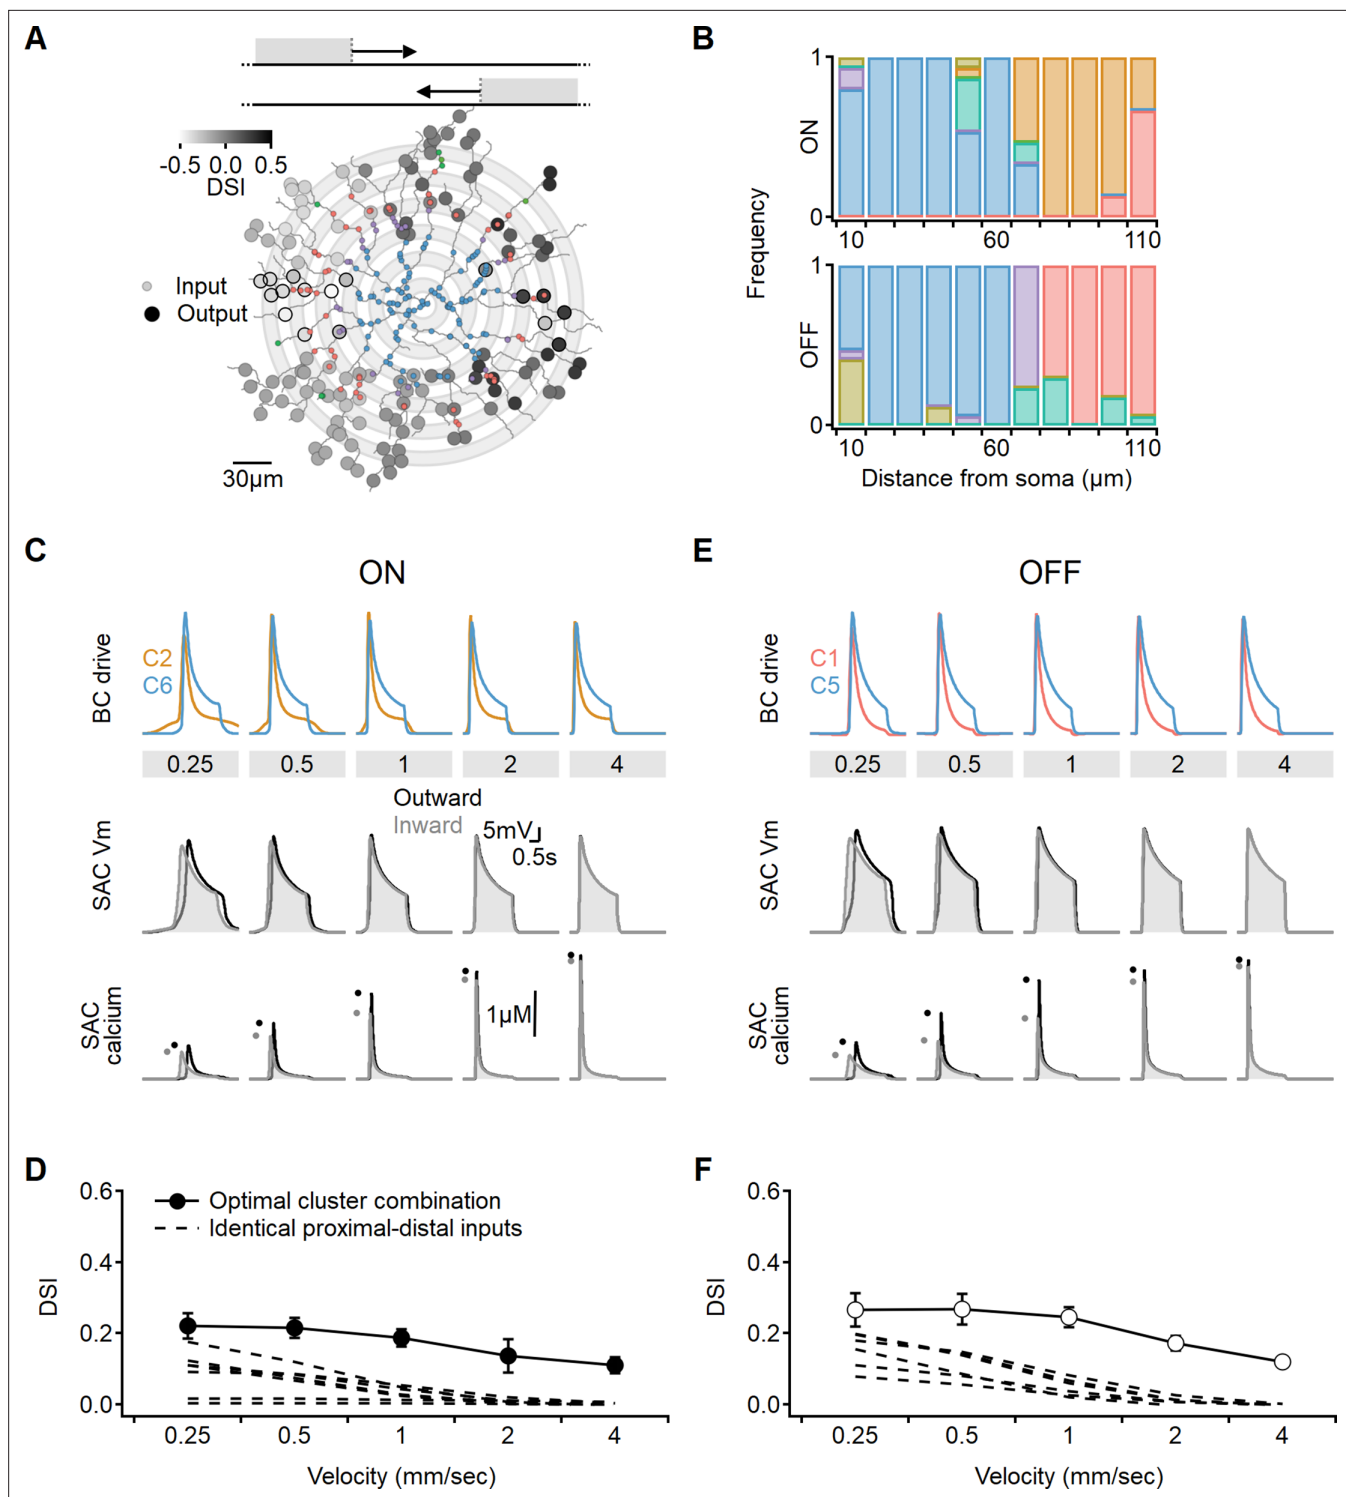 A
-0.5 0.0 0.5
DSI
Input
Output
30µm
B
Frequency
ON
1
0
10 60 110
OFF
1
0
10 60 110
Distance from soma (µm)
C
ON
BC drive
C2
C6
0.25 0.5 1 2 4
Outward
Inward
5mV
0.5s
SAC Vm
SAC
calcium
1µM
E
OFF
BC drive
C1
C5
0.25 0.5 1 2 4
SAC Vm
SAC
calcium
D
DSI
0.6
0.4
0.2
0.0
Optimal cluster combination
Identical proximal-distal inputs
0.25 0.5 1 2 4
Velocity (mm/sec)
F
DSI
0.6
0.4
0.2
0.0
0.25 0.5 1 2 4
Velocity (mm/sec)